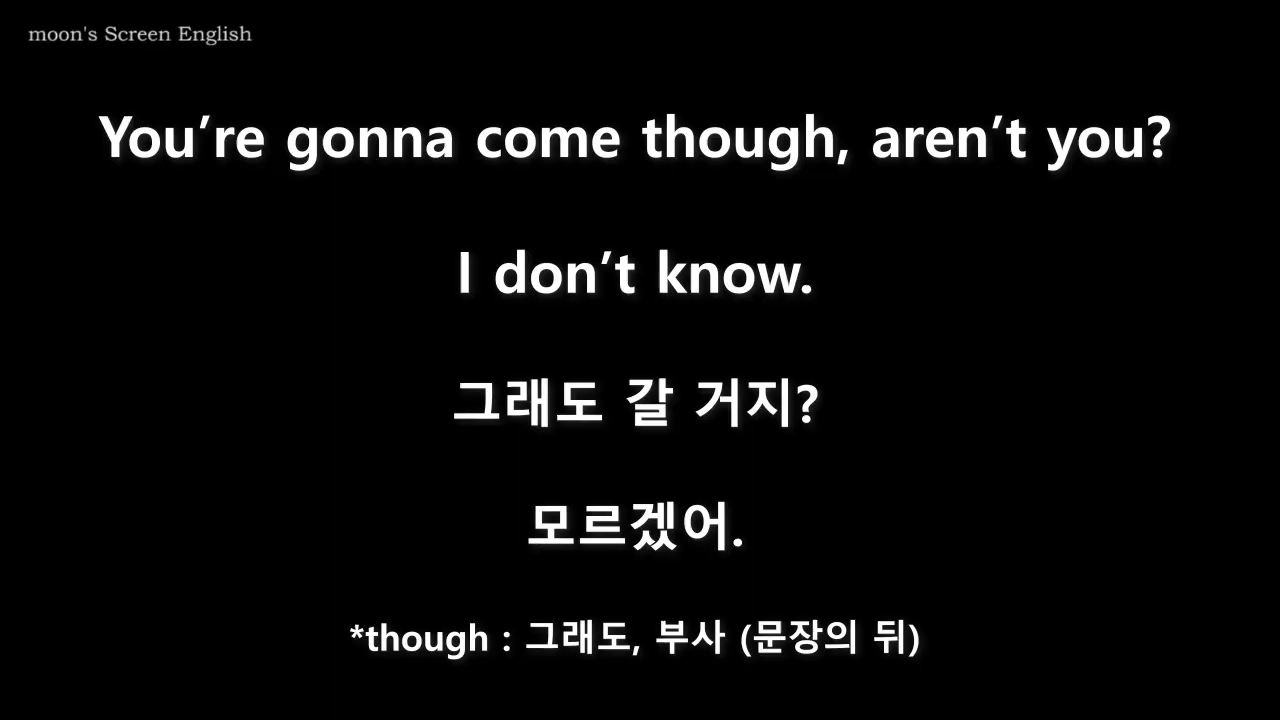 moon's Screen English
You’re gonna come though, aren’t you?
I don’t know.
그래도 갈 거지?
모르겠어.
*though : 그래도, 부사 (문장의 뒤)